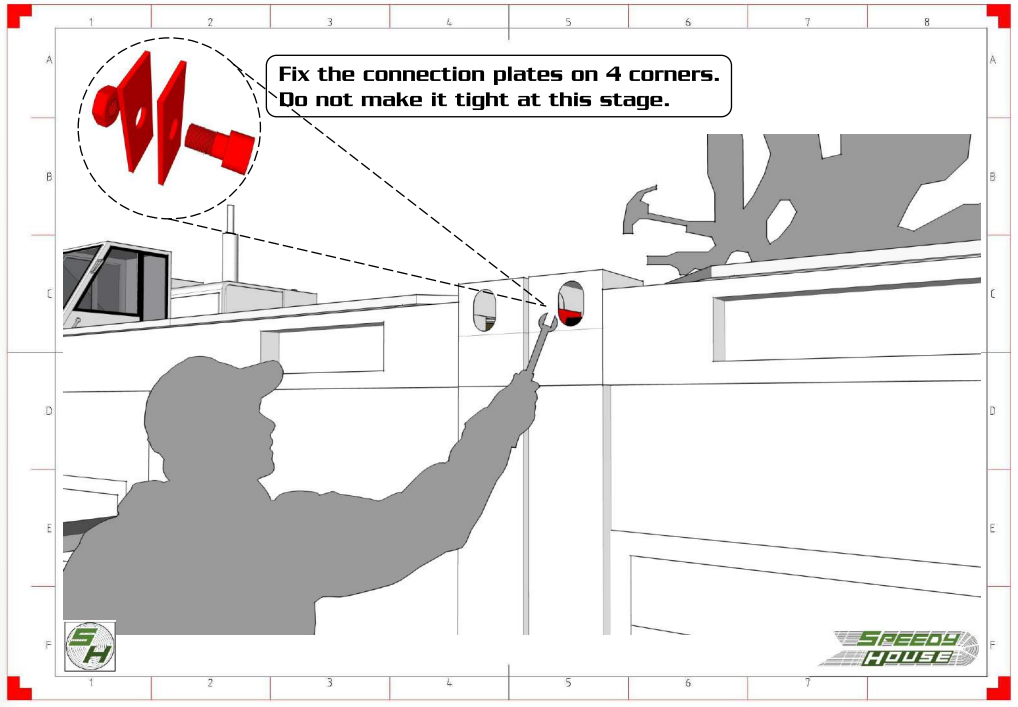 1 2 3 4 5 6 7 8
A A
Fix the connection plates on 4 corners.
Do not make it tight at this stage.
B B
C C
D D
E E
F F
SH
SPEEDY
HOUSE
1 2 3 4 5 6 7